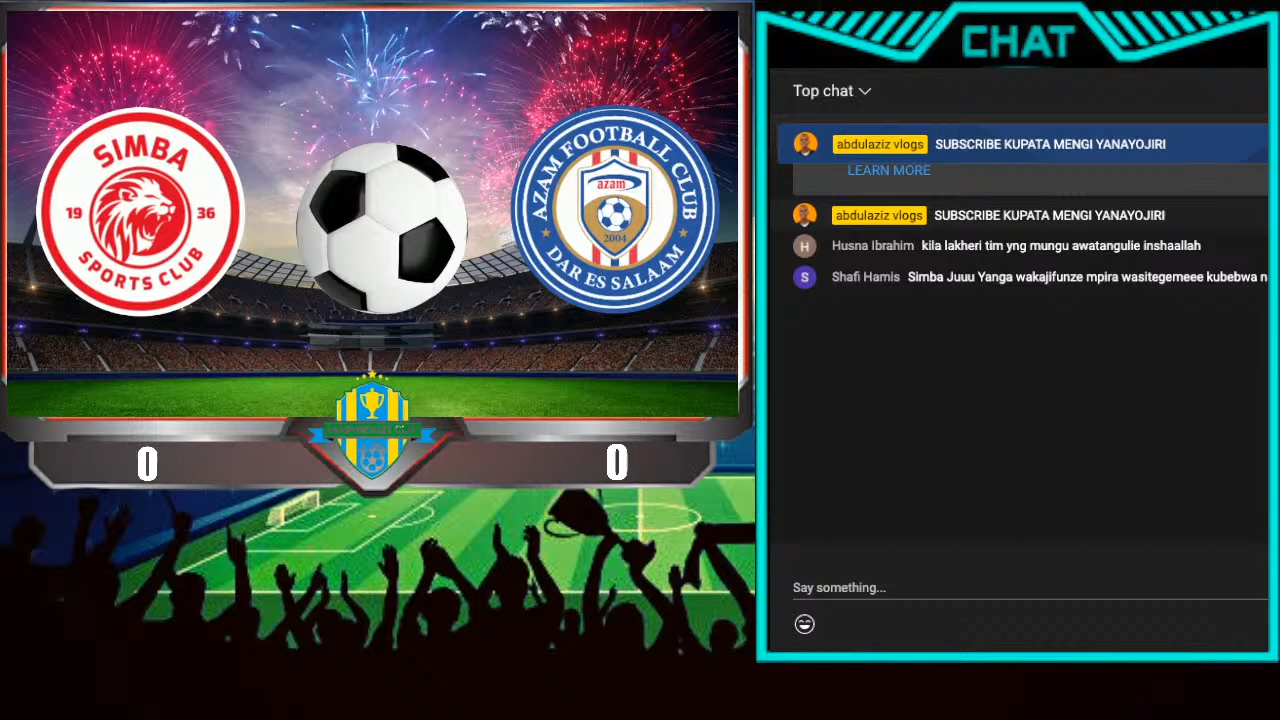 SIMBA
19 36
SPORTS CLUB
AZAM FOOTBALL CLUB
azam
2004
DAR ES SALAAM
0
0
CHAT
Top chat
abdulaziz vlogs SUBSCRIBE KUPATA MENGI YANAYOJIRI
LEARN MORE
abdulaziz vlogs SUBSCRIBE KUPATA MENGI YANAYOJIRI
H Husna Ibrahim kila lakheri tim yng mungu awatangulie inshaallah
S Shafi Hamis Simba Juuu Yanga wakajifunze mpira wasitegemeee kubebwa n
Say something...